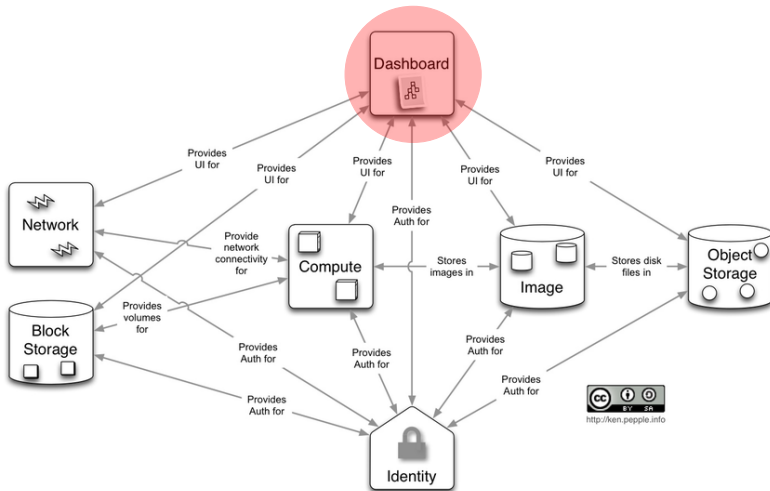 Dashboard
Provides
UI for
Provides
UI for
Provides
UI for
Provides
UI for
Provides
UI for
Provides
Auth for
Network
Provide
network
connectivity
for
Compute
Stores
images in
Image
Stores disk
files in
Object
Storage
Block
Storage
Provides
volumes
for
Provides
Auth for
Provides
Auth for
Provides
Auth for
Provides
Auth for
Provides
Auth for
Identity
cc
BY SA
http://ken.pepple.info